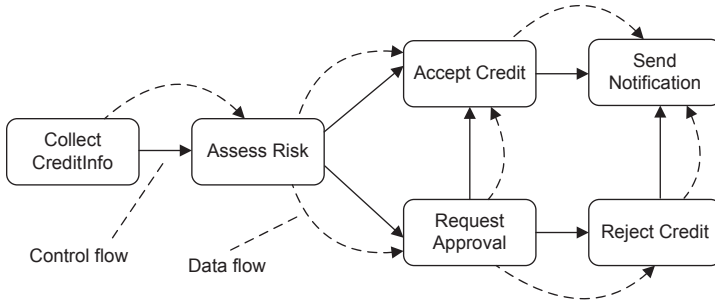 Collect
CreditInfo
Assess Risk
Accept Credit
Send
Notification
Request
Approval
Reject Credit
Control flow
Data flow